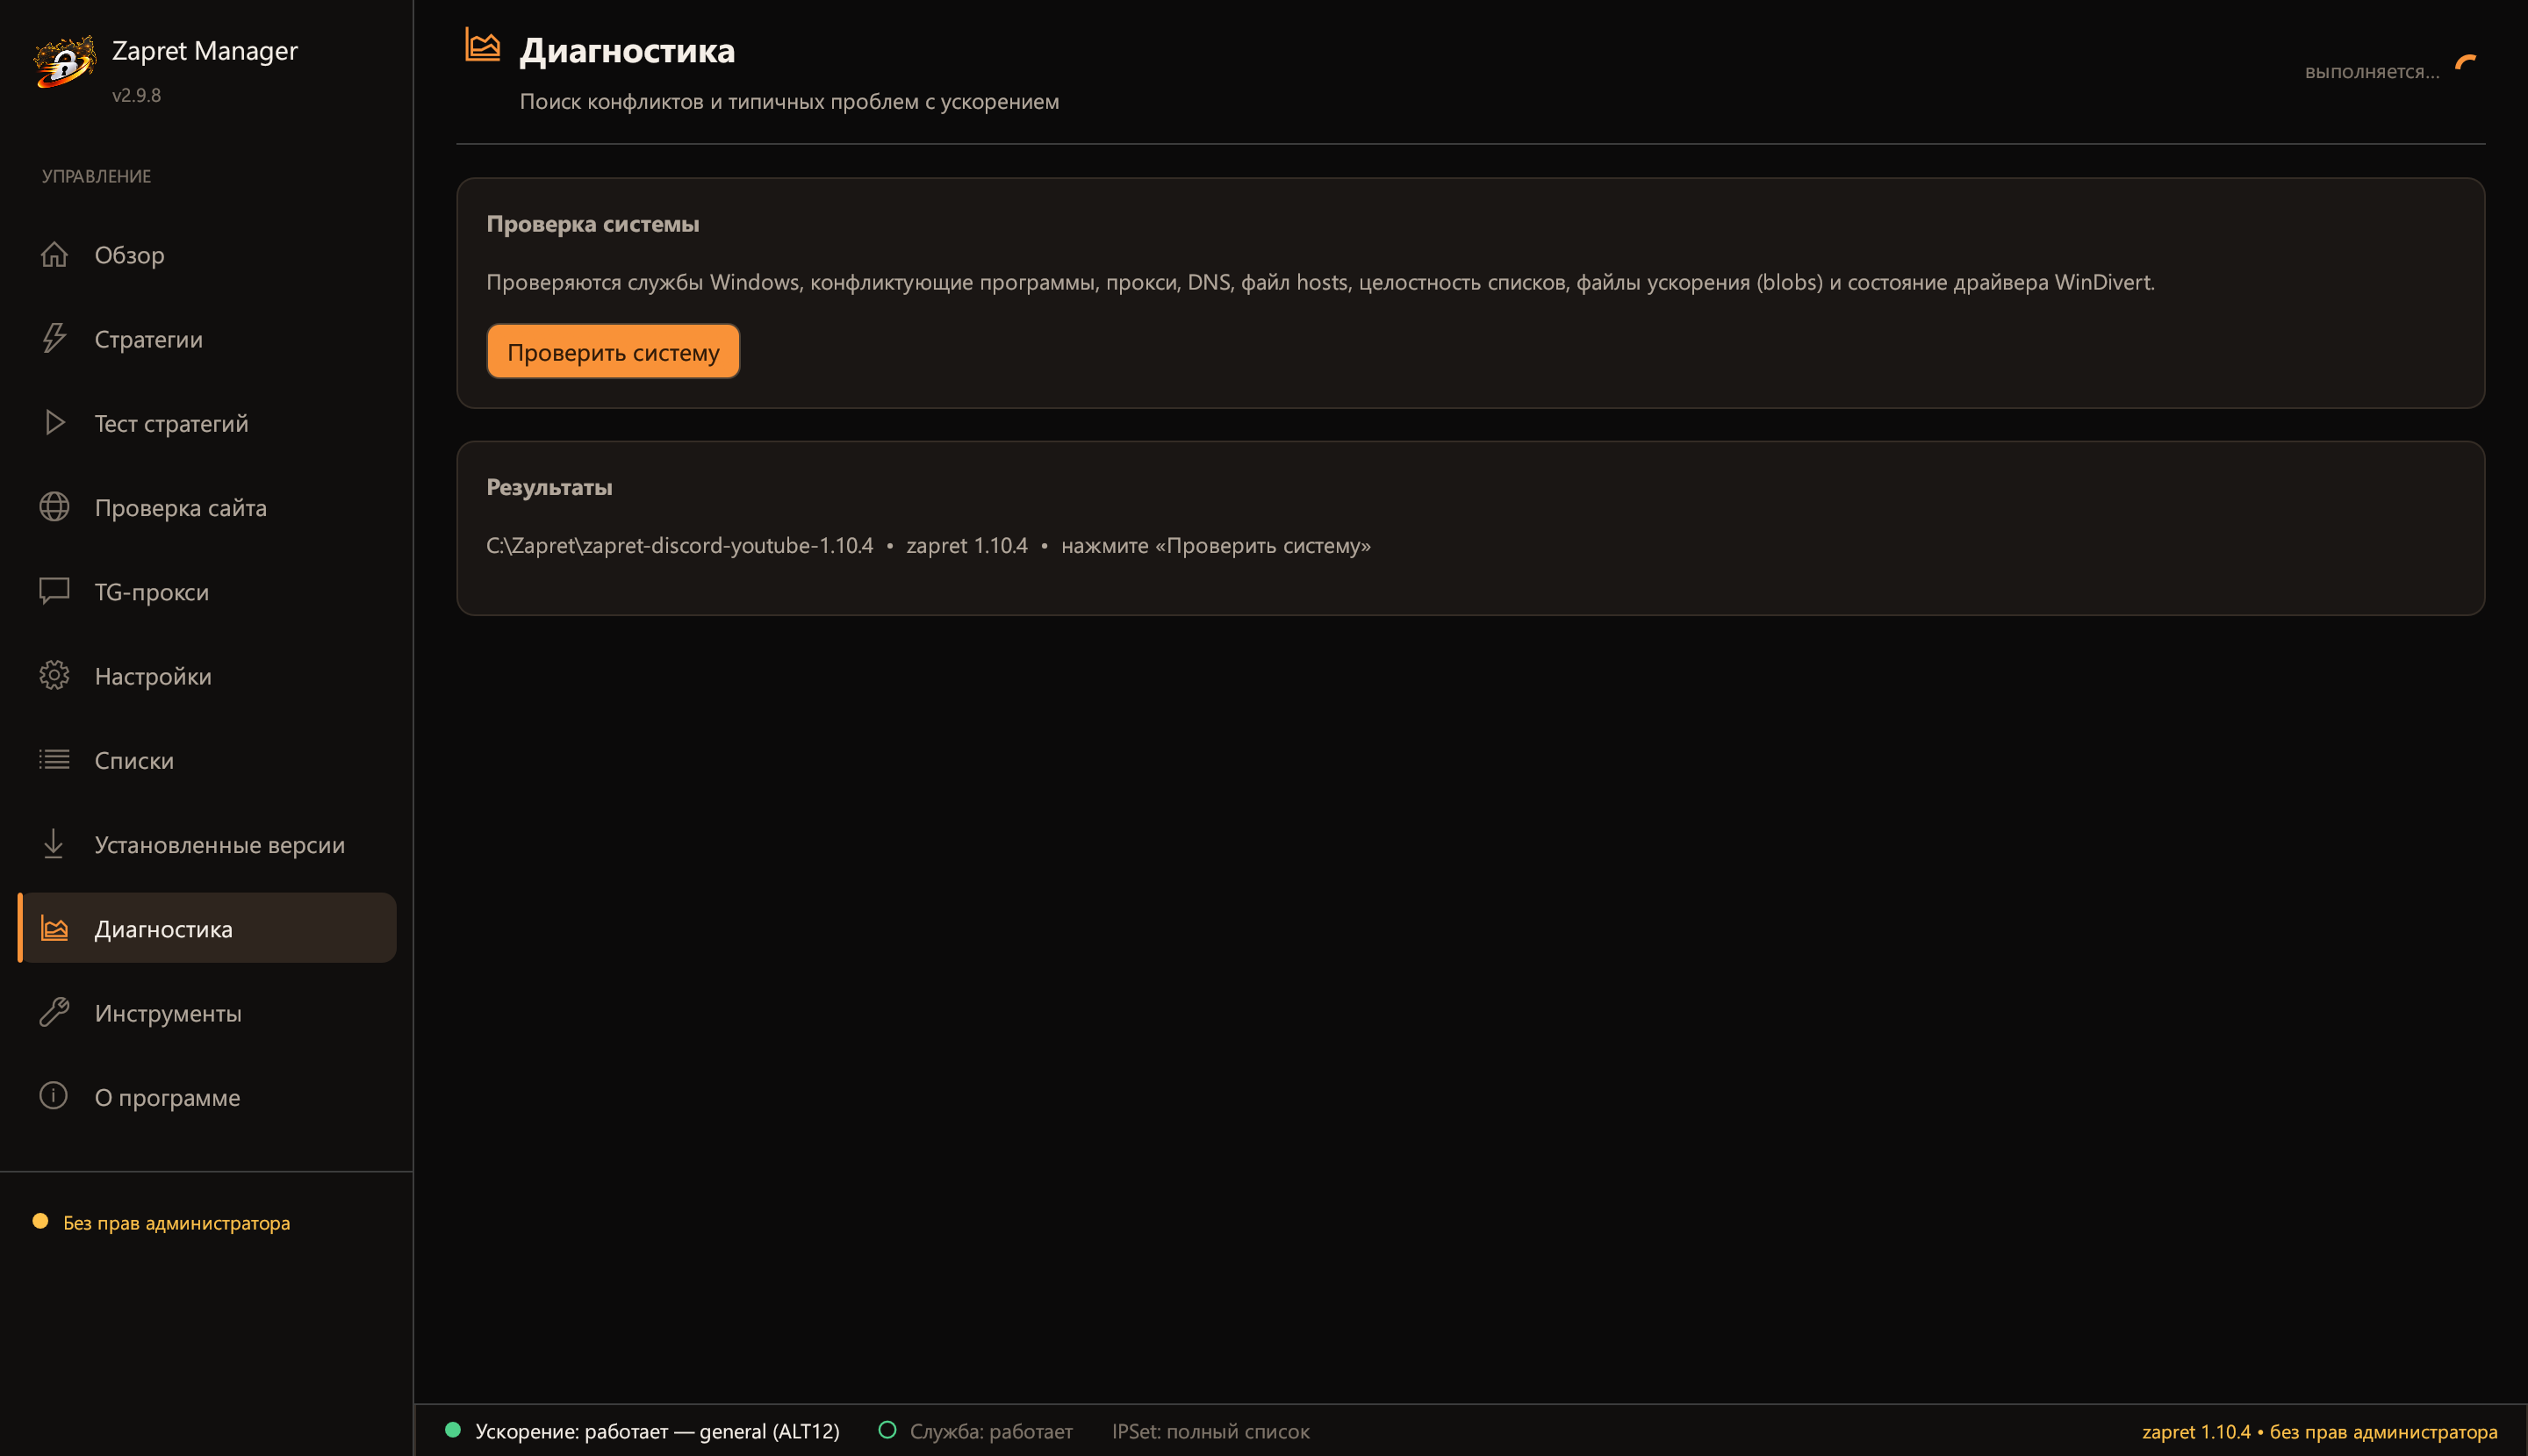 Zapret Manager
v2.9.8
УПРАВЛЕНИЕ
Обзор
Стратегии
Тест стратегий
Проверка сайта
TG-прокси
Настройки
Списки
Установленные версии
Диагностика
Инструменты
О программе
Без прав администратора
Диагностика
Поиск конфликтов и типичных проблем с ускорением
выполняется...
Проверка системы
Проверяются службы Windows, конфликтующие программы, прокси, DNS, файл hosts, целостность списков, файлы ускорения (blobs) и состояние драйвера WinDivert.
Проверить систему
Результаты
C:\Zapret\zapret-discord-youtube-1.10.4 • zapret 1.10.4 • нажмите «Проверить систему»
Ускорение: работает — general (ALT12) Служба: работает IPSet: полный список zapret 1.10.4 • без прав администратора